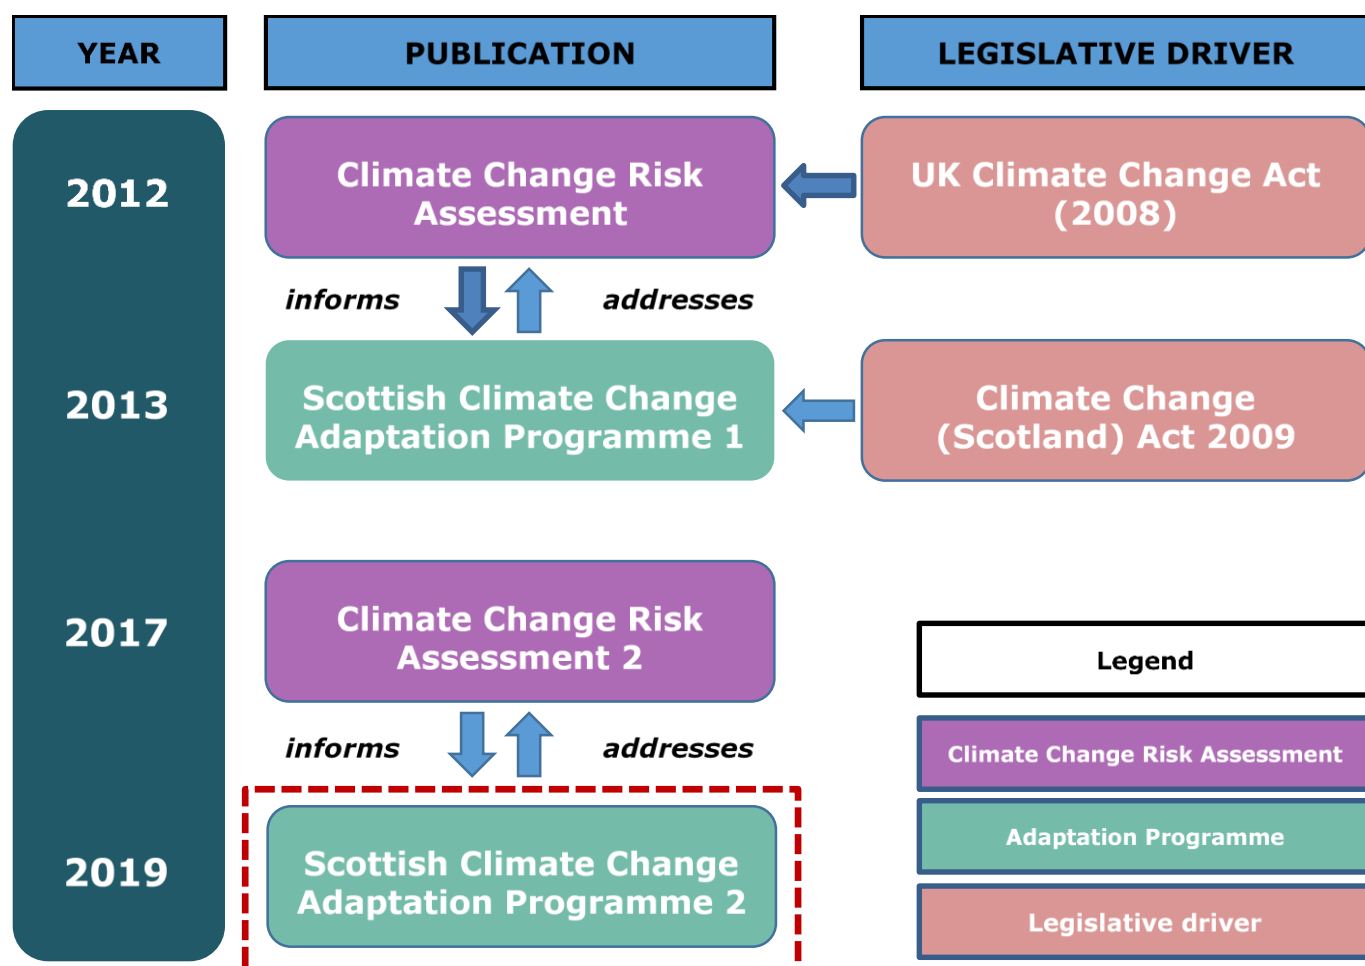 YEAR
PUBLICATION
LEGISLATIVE DRIVER
2012
Climate Change Risk
Assessment
UK Climate Change Act
(2008)
informs
addresses
2013
Scottish Climate Change
Adaptation Programme 1
Climate Change
(Scotland) Act 2009
2017
Climate Change Risk
Assessment 2
informs
addresses
2019
Scottish Climate Change
Adaptation Programme 2
Legend
Climate Change Risk Assessment
Adaptation Programme
Legislative driver